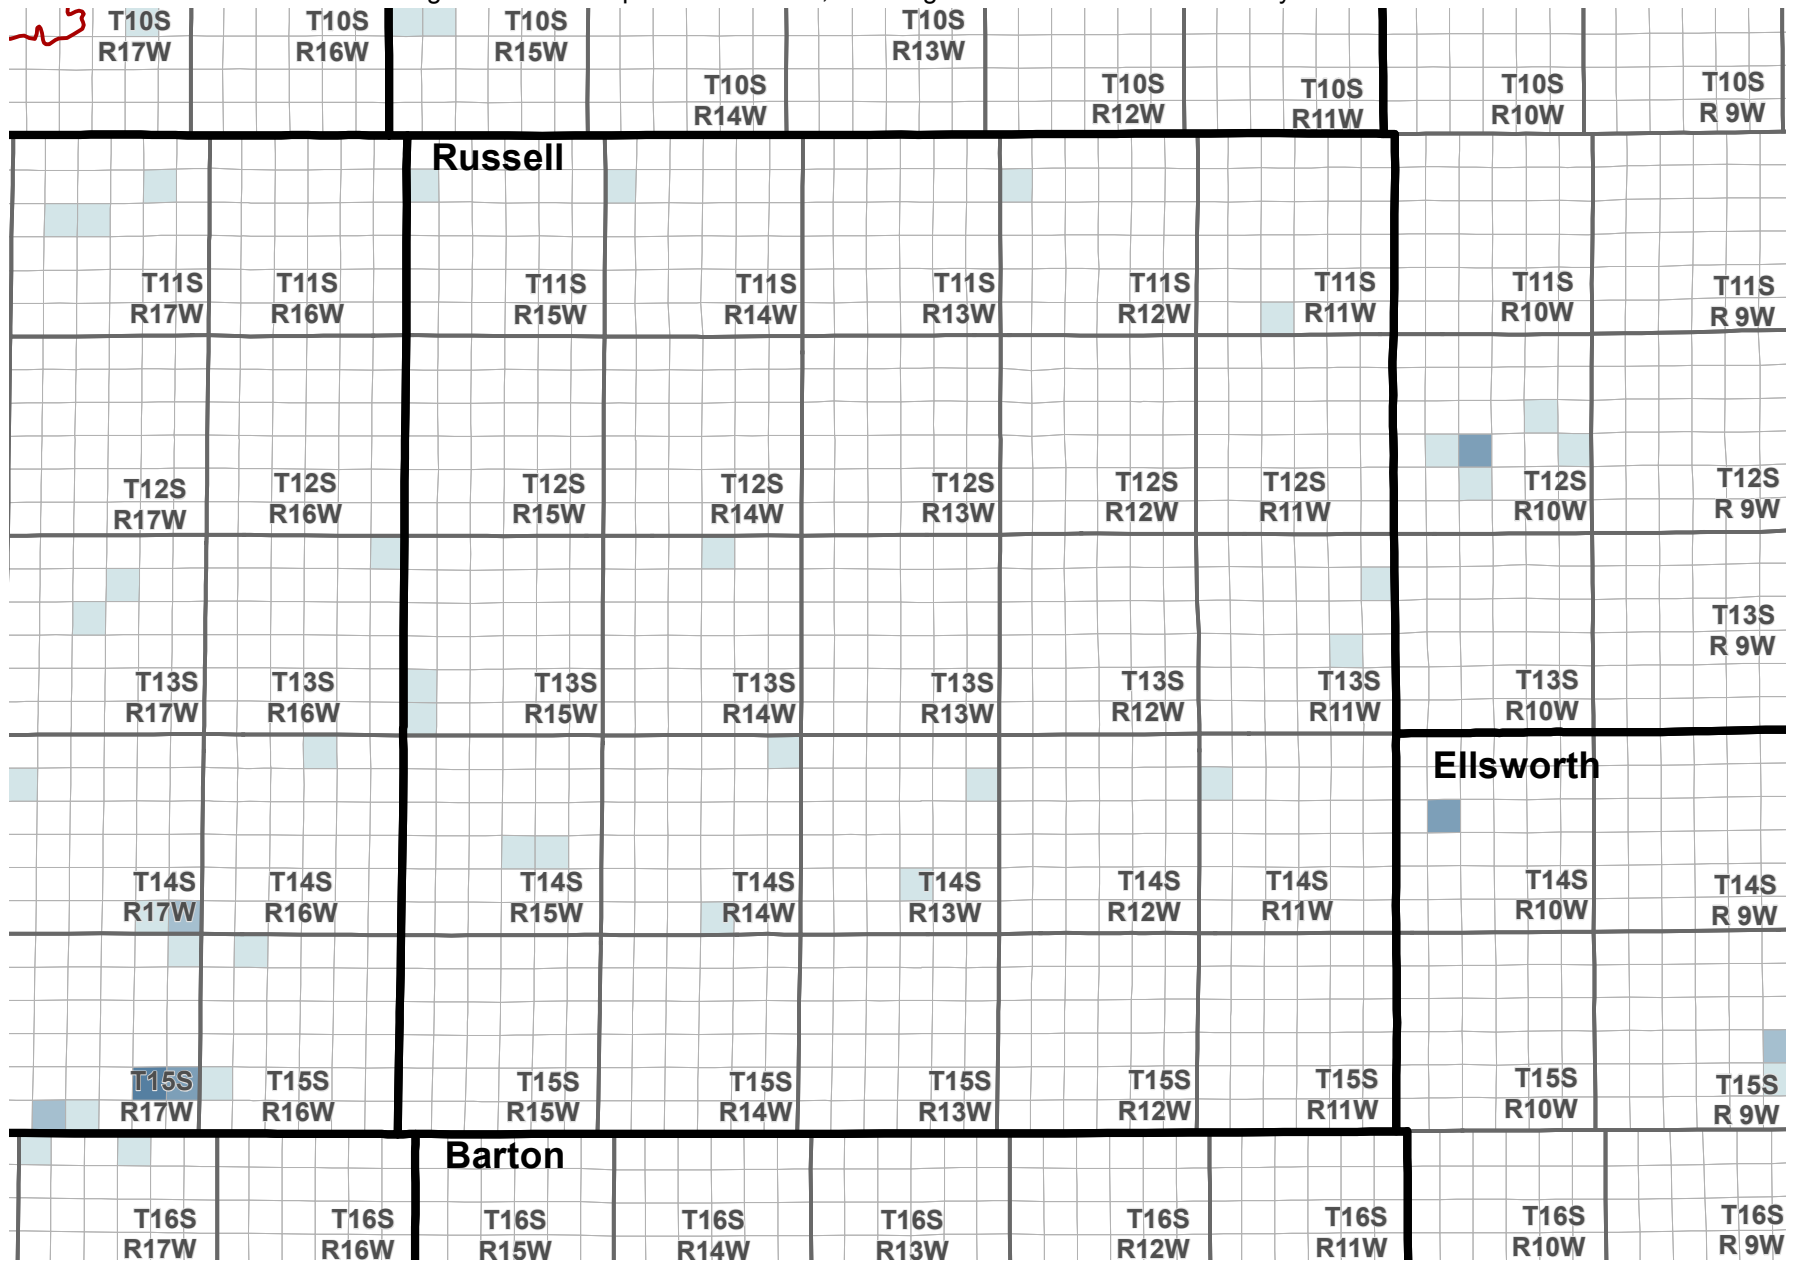 T10S
R17W
T10S
R16W
T10S
R15W
T10S
R14W
T10S
R13W
T10S
R12W
T10S
R11W
T10S
R10W
T10S
R 9W
Russell
T11S
R17W
T11S
R16W
T11S
R15W
T11S
R14W
T11S
R13W
T11S
R12W
T11S
R11W
T11S
R10W
T11S
R 9W
T12S
R17W
T12S
R16W
T12S
R15W
T12S
R14W
T12S
R13W
T12S
R12W
T12S
R11W
T12S
R10W
T12S
R 9W
T13S
R17W
T13S
R16W
T13S
R15W
T13S
R14W
T13S
R13W
T13S
R12W
T13S
R11W
T13S
R10W
T13S
R 9W
Ellsworth
T14S
R17W
T14S
R16W
T14S
R15W
T14S
R14W
T14S
R13W
T14S
R12W
T14S
R11W
T14S
R10W
T14S
R 9W
T15S
R17W
T15S
R16W
T15S
R15W
T15S
R14W
T15S
R13W
T15S
R12W
T15S
R11W
T15S
R10W
T15S
R 9W
Barton
T16S
R17W
T16S
R16W
T16S
R15W
T16S
R14W
T16S
R13W
T16S
R12W
T16S
R11W
T16S
R10W
T16S
R 9W